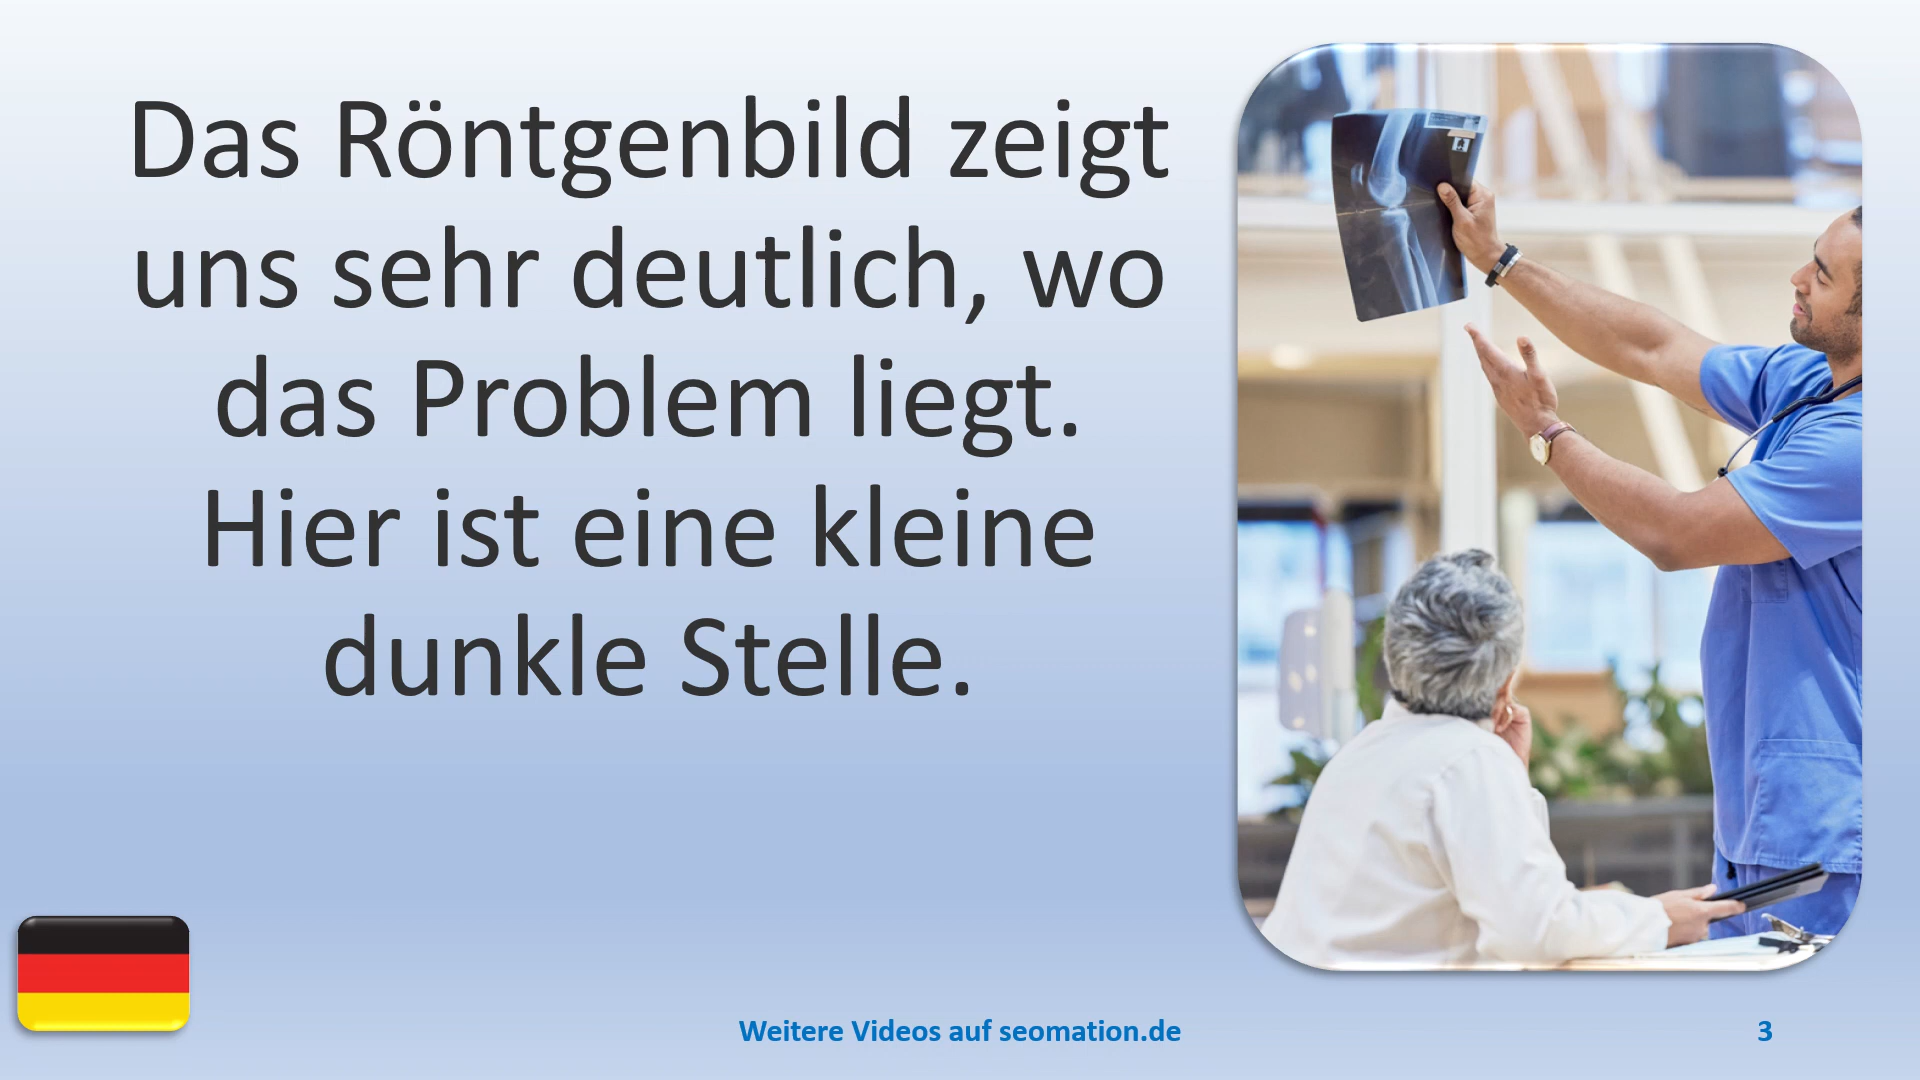 Das Röntgenbild zeigt
uns sehr deutlich, wo
das Problem liegt.
Hier ist eine kleine
dunkle Stelle.
Weitere Videos auf seomation.de
3